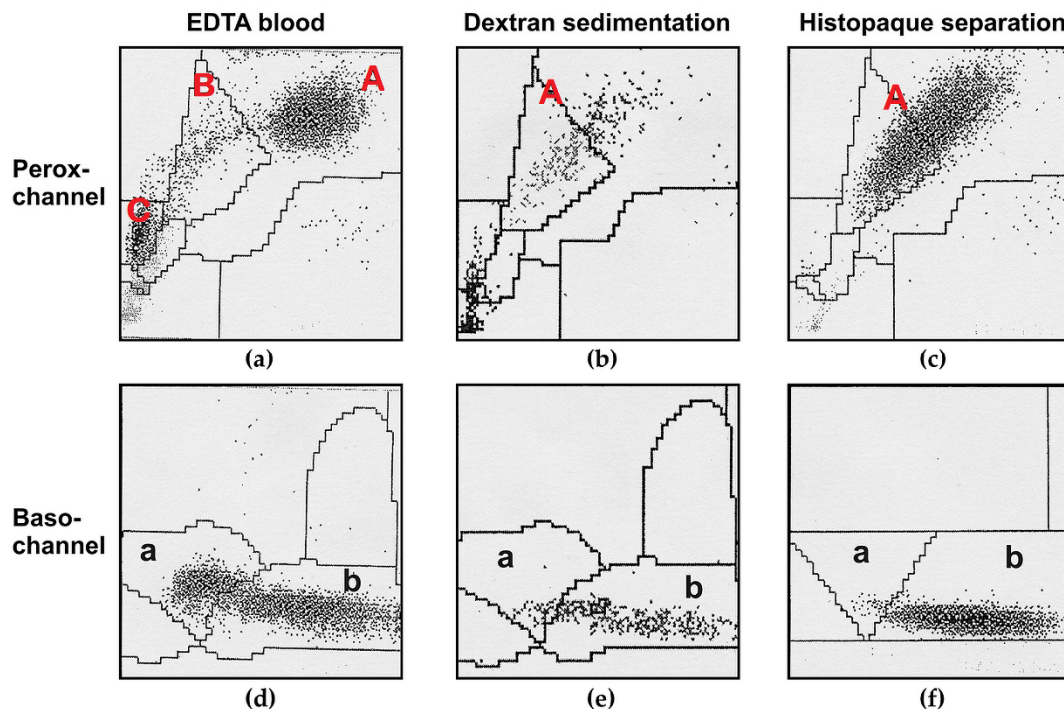 EDTA blood
Dextran sedimentation
Histopaque separation
Perox-
channel
A
B
C
A
A
(a)
(b)
(c)
Baso-
channel
a
b
a
b
a
b
(d)
(e)
(f)